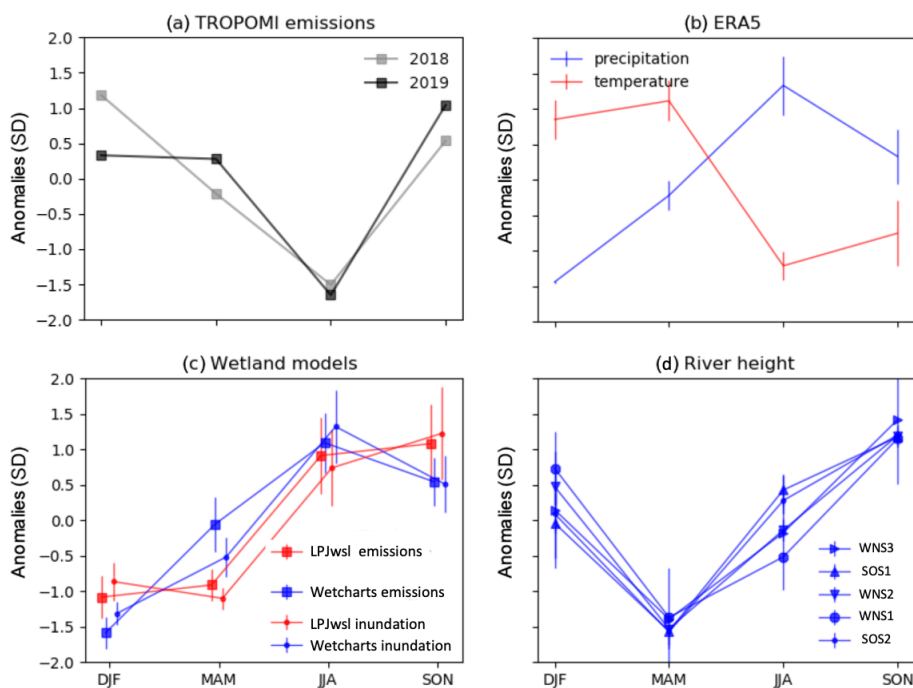 (a) TROPOMI emissions
(b) ERA5
2.0
1.5
1.0
0.5
0.0
−0.5
−1.0
−1.5
−2.0
Anomalies (SD)
2018
2019
Anomalies (SD)
precipitation
temperature
(c) Wetland models
(d) River height
2.0
1.5
1.0
0.5
0.0
−0.5
−1.0
−1.5
−2.0
Anomalies (SD)
LPJwsl emissions
Wetcharts emissions
LPJwsl inundation
Wetcharts inundation
DJF MAM JJA SON
Anomalies (SD)
WNS3
SOS1
WNS2
WNS1
SOS2
DJF MAM JJA SON